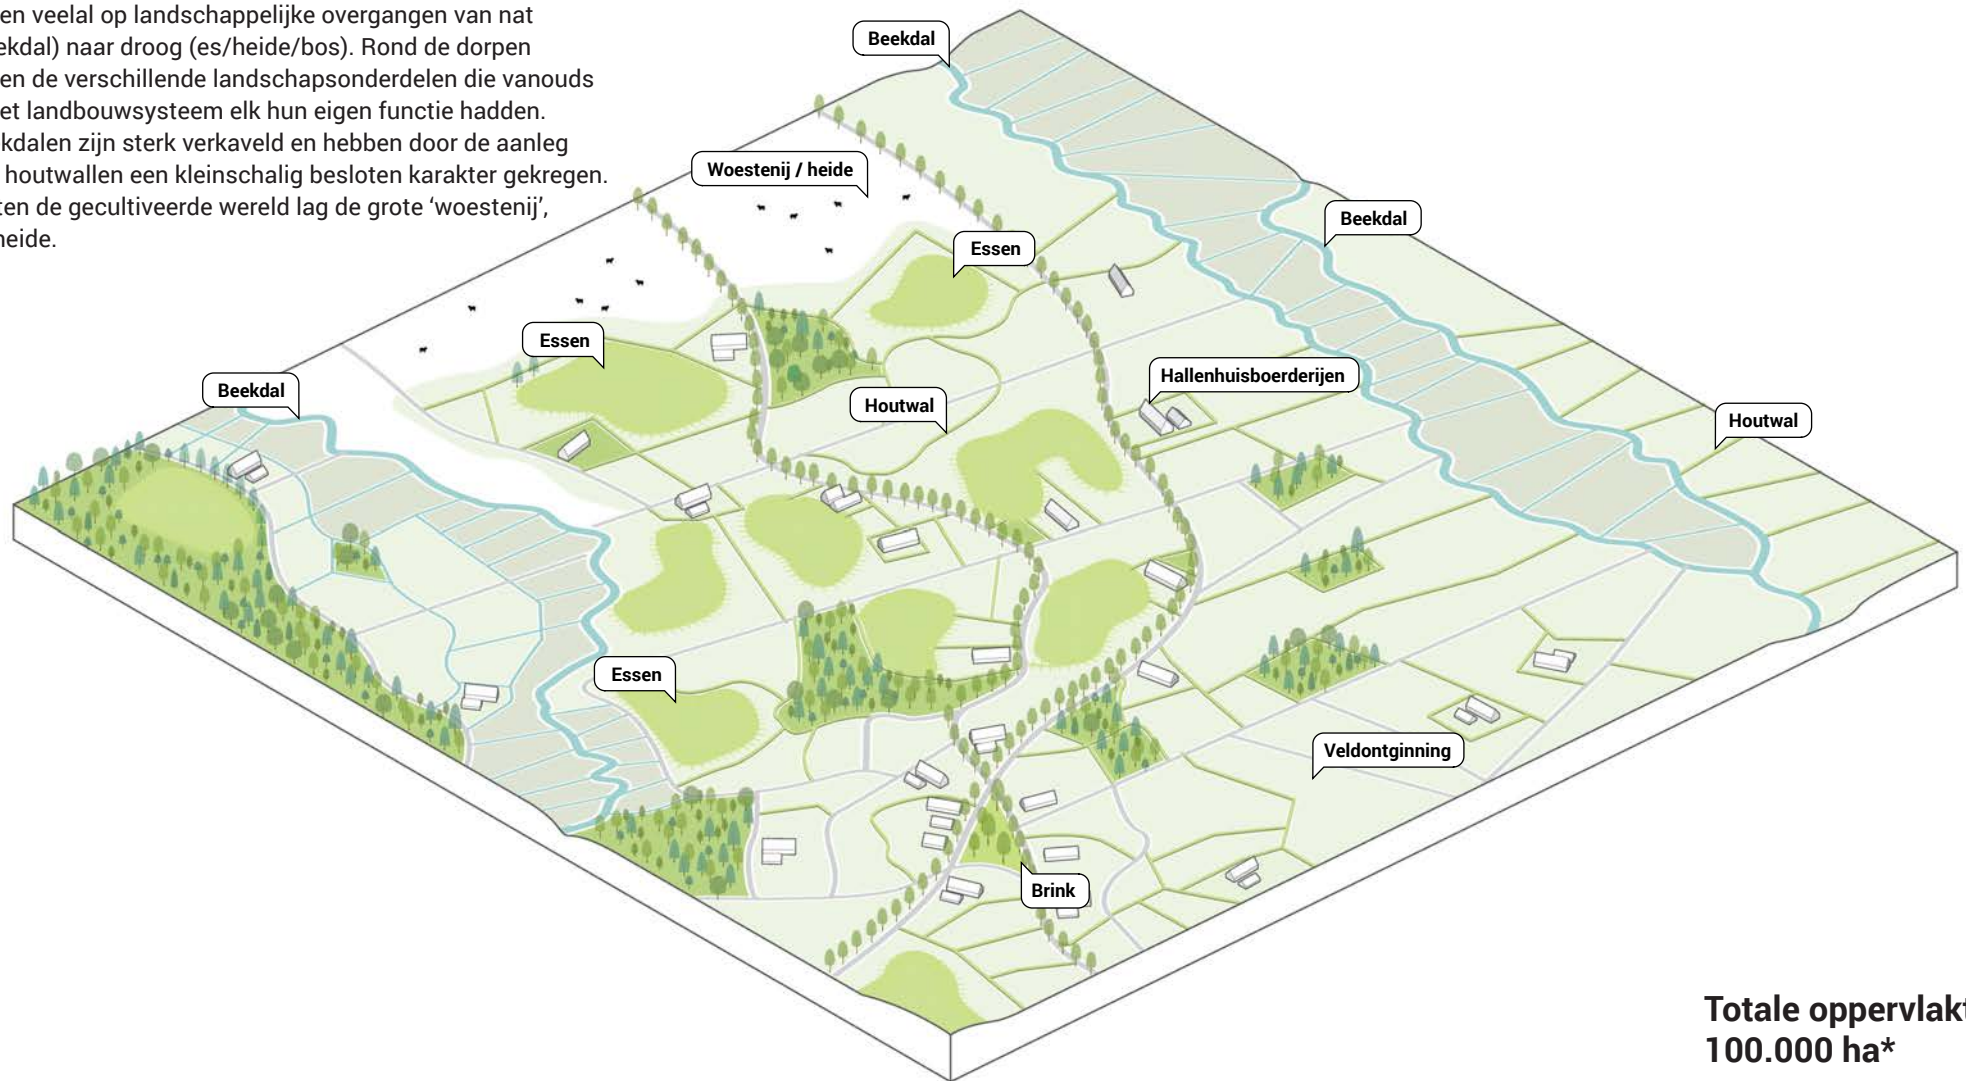 en veelal op landschappelijke overgangen van nat
ekdal) naar droog (es/heide/bos). Rond de dorpen
en de verschillende landschapsonderdelen die vanouds
et landbouwsysteem elk hun eigen functie hadden.
kdalen zijn sterk verkaveld en hebben door de aanleg
houtwallen een kleinschalig besloten karakter gekregen.
ten de gecultiveerde wereld lag de grote ‘woestenij’,
heide.
Beekdal
Woestenij / heide
Beekdal
Essen
Essen
Hallenhuisboerderijen
Beekdal
Houtwal
Houtwal
Essen
Veldontginning
Brink
Totale oppervlakt
100.000 ha*